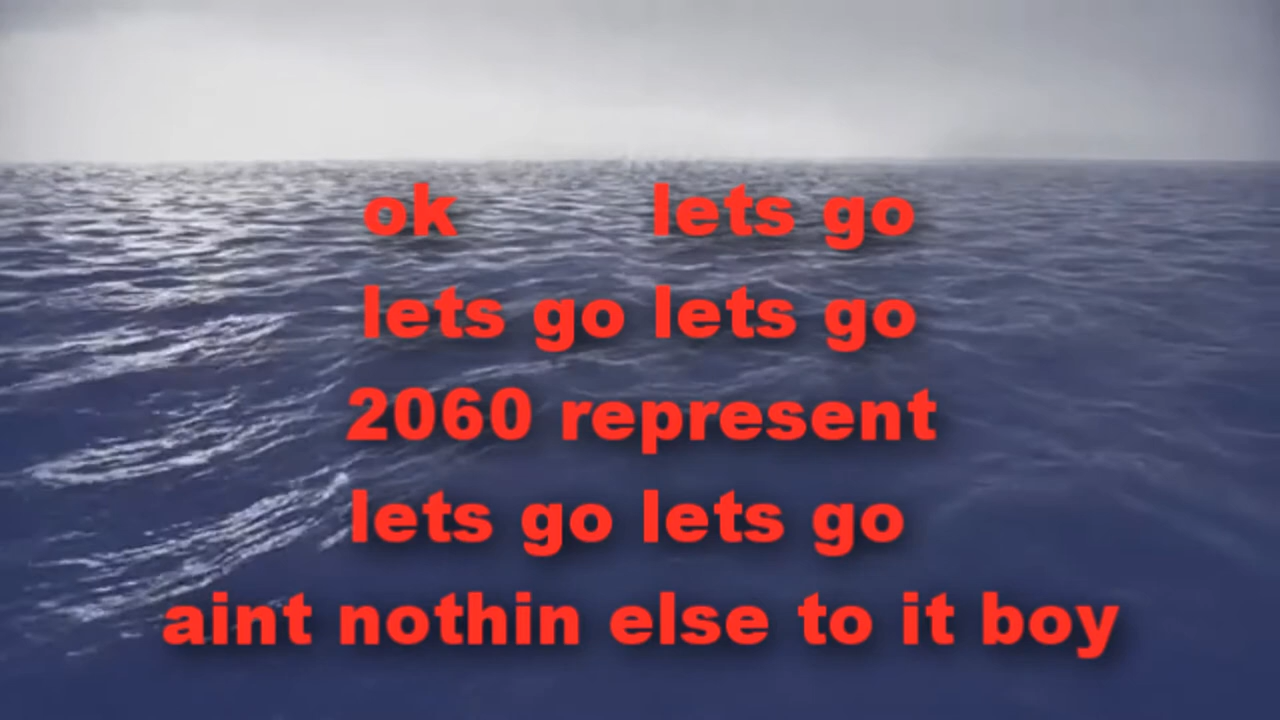 ok lets go
lets go lets go
2060 represent
lets go lets go
aint nothin else to it boy